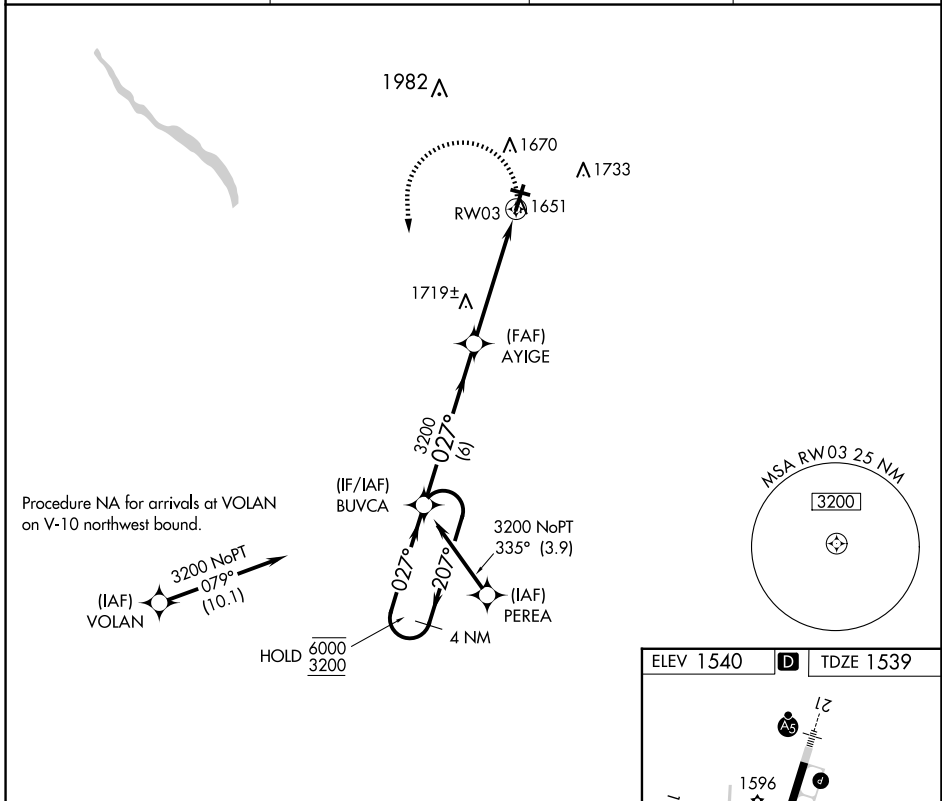 1982
1670
1733
RW03
1651
1719±
(FAF)
AYIGE
3200
027°
(6)
(IF/IAF)
BUVCA
MSA RW03 25 NM
3200
Procedure NA for arrivals at VOLAN
on V-10 northwest bound.
3200 NoPT
335° (3.9)
3200 NoPT
079°
(10.1)
027°
207°
(IAF)
VOLAN
(IAF)
PEREA
4 NM
HOLD 6000
3200
ELEV 1540 D TDZE 1539
21
A5
1596
P